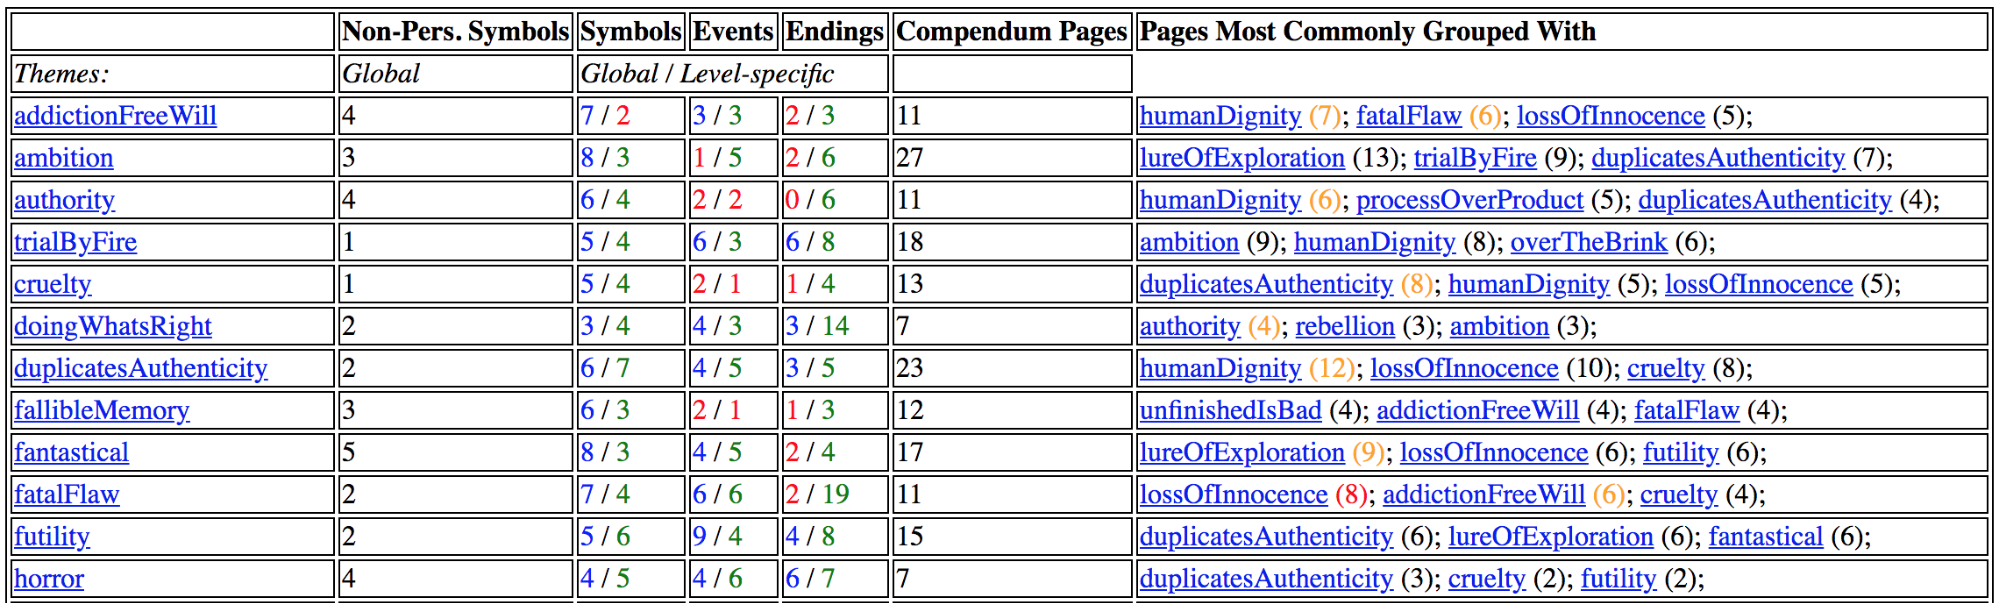 Non-Pers. Symbols Symbols Events Endings Compendum Pages Pages Most Commonly Grouped With
Themes: Global Global / Level-specific
addictionFreeWill 4 7 / 2 3 / 3 2 / 3 11 humanDignity (7); fatalFlaw (6); lossOfInnocence (5);
ambition 3 8 / 3 1 / 5 2 / 6 27 lureOfExploration (13); trialByFire (9); duplicatesAuthenticity (7);
authority 4 6 / 4 2 / 2 0 / 6 11 humanDignity (6); processOverProduct (5); duplicatesAuthenticity (4);
trialByFire 1 5 / 4 6 / 3 6 / 8 18 ambition (9); humanDignity (8); overTheBrink (6);
cruelty 1 5 / 4 2 / 1 1 / 4 13 duplicatesAuthenticity (8); humanDignity (5); lossOfInnocence (5);
doingWhatsRight 2 3 / 4 4 / 3 3 / 14 7 authority (4); rebellion (3); ambition (3);
duplicatesAuthenticity 2 6 / 7 4 / 5 3 / 5 23 humanDignity (12); lossOfInnocence (10); cruelty (8);
fallibleMemory 3 6 / 3 2 / 1 1 / 3 12 unfinishedIsBad (4); addictionFreeWill (4); fatalFlaw (4);
fantastical 5 8 / 3 4 / 5 2 / 4 17 lureOfExploration (9); lossOfInnocence (6); futility (6);
fatalFlaw 2 7 / 4 6 / 6 2 / 19 11 lossOfInnocence (8); addictionFreeWill (6); cruelty (4);
futility 2 5 / 6 9 / 4 4 / 8 15 duplicatesAuthenticity (6); lureOfExploration (6); fantastical (6);
horror 4 4 / 5 4 / 6 6 / 7 7 duplicatesAuthenticity (3); cruelty (2); futility (2);